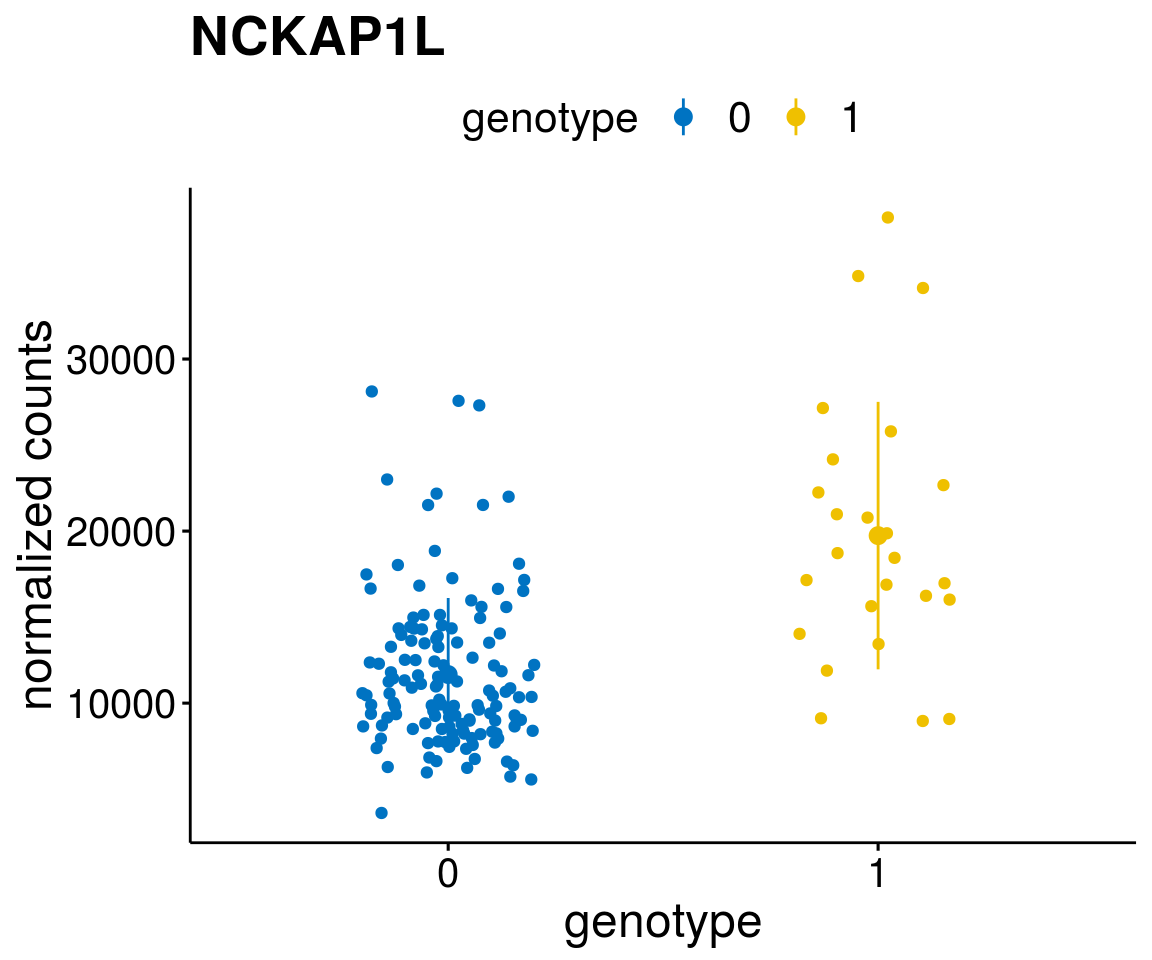 NCKAP1L
genotype 0 1
normalized counts
30000
20000
10000
0 1
genotype